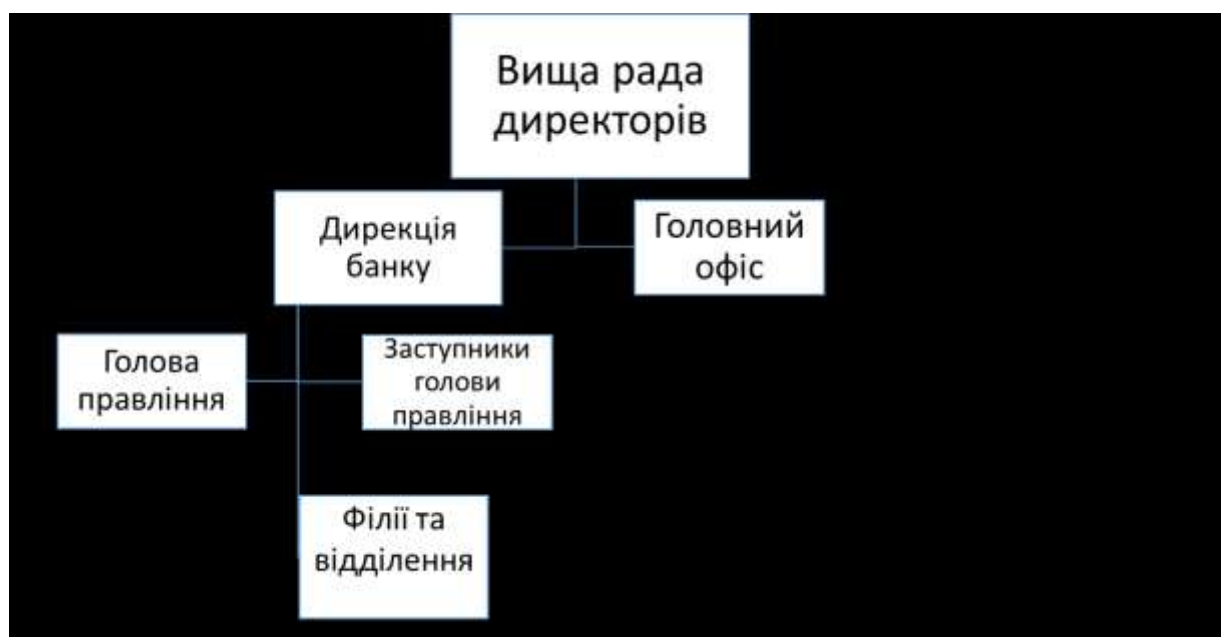 Вища рада
директорів
Дирекція
банку
Головний
офіс
Голова
правління
Заступники
голови
правління
Філії та
відділення